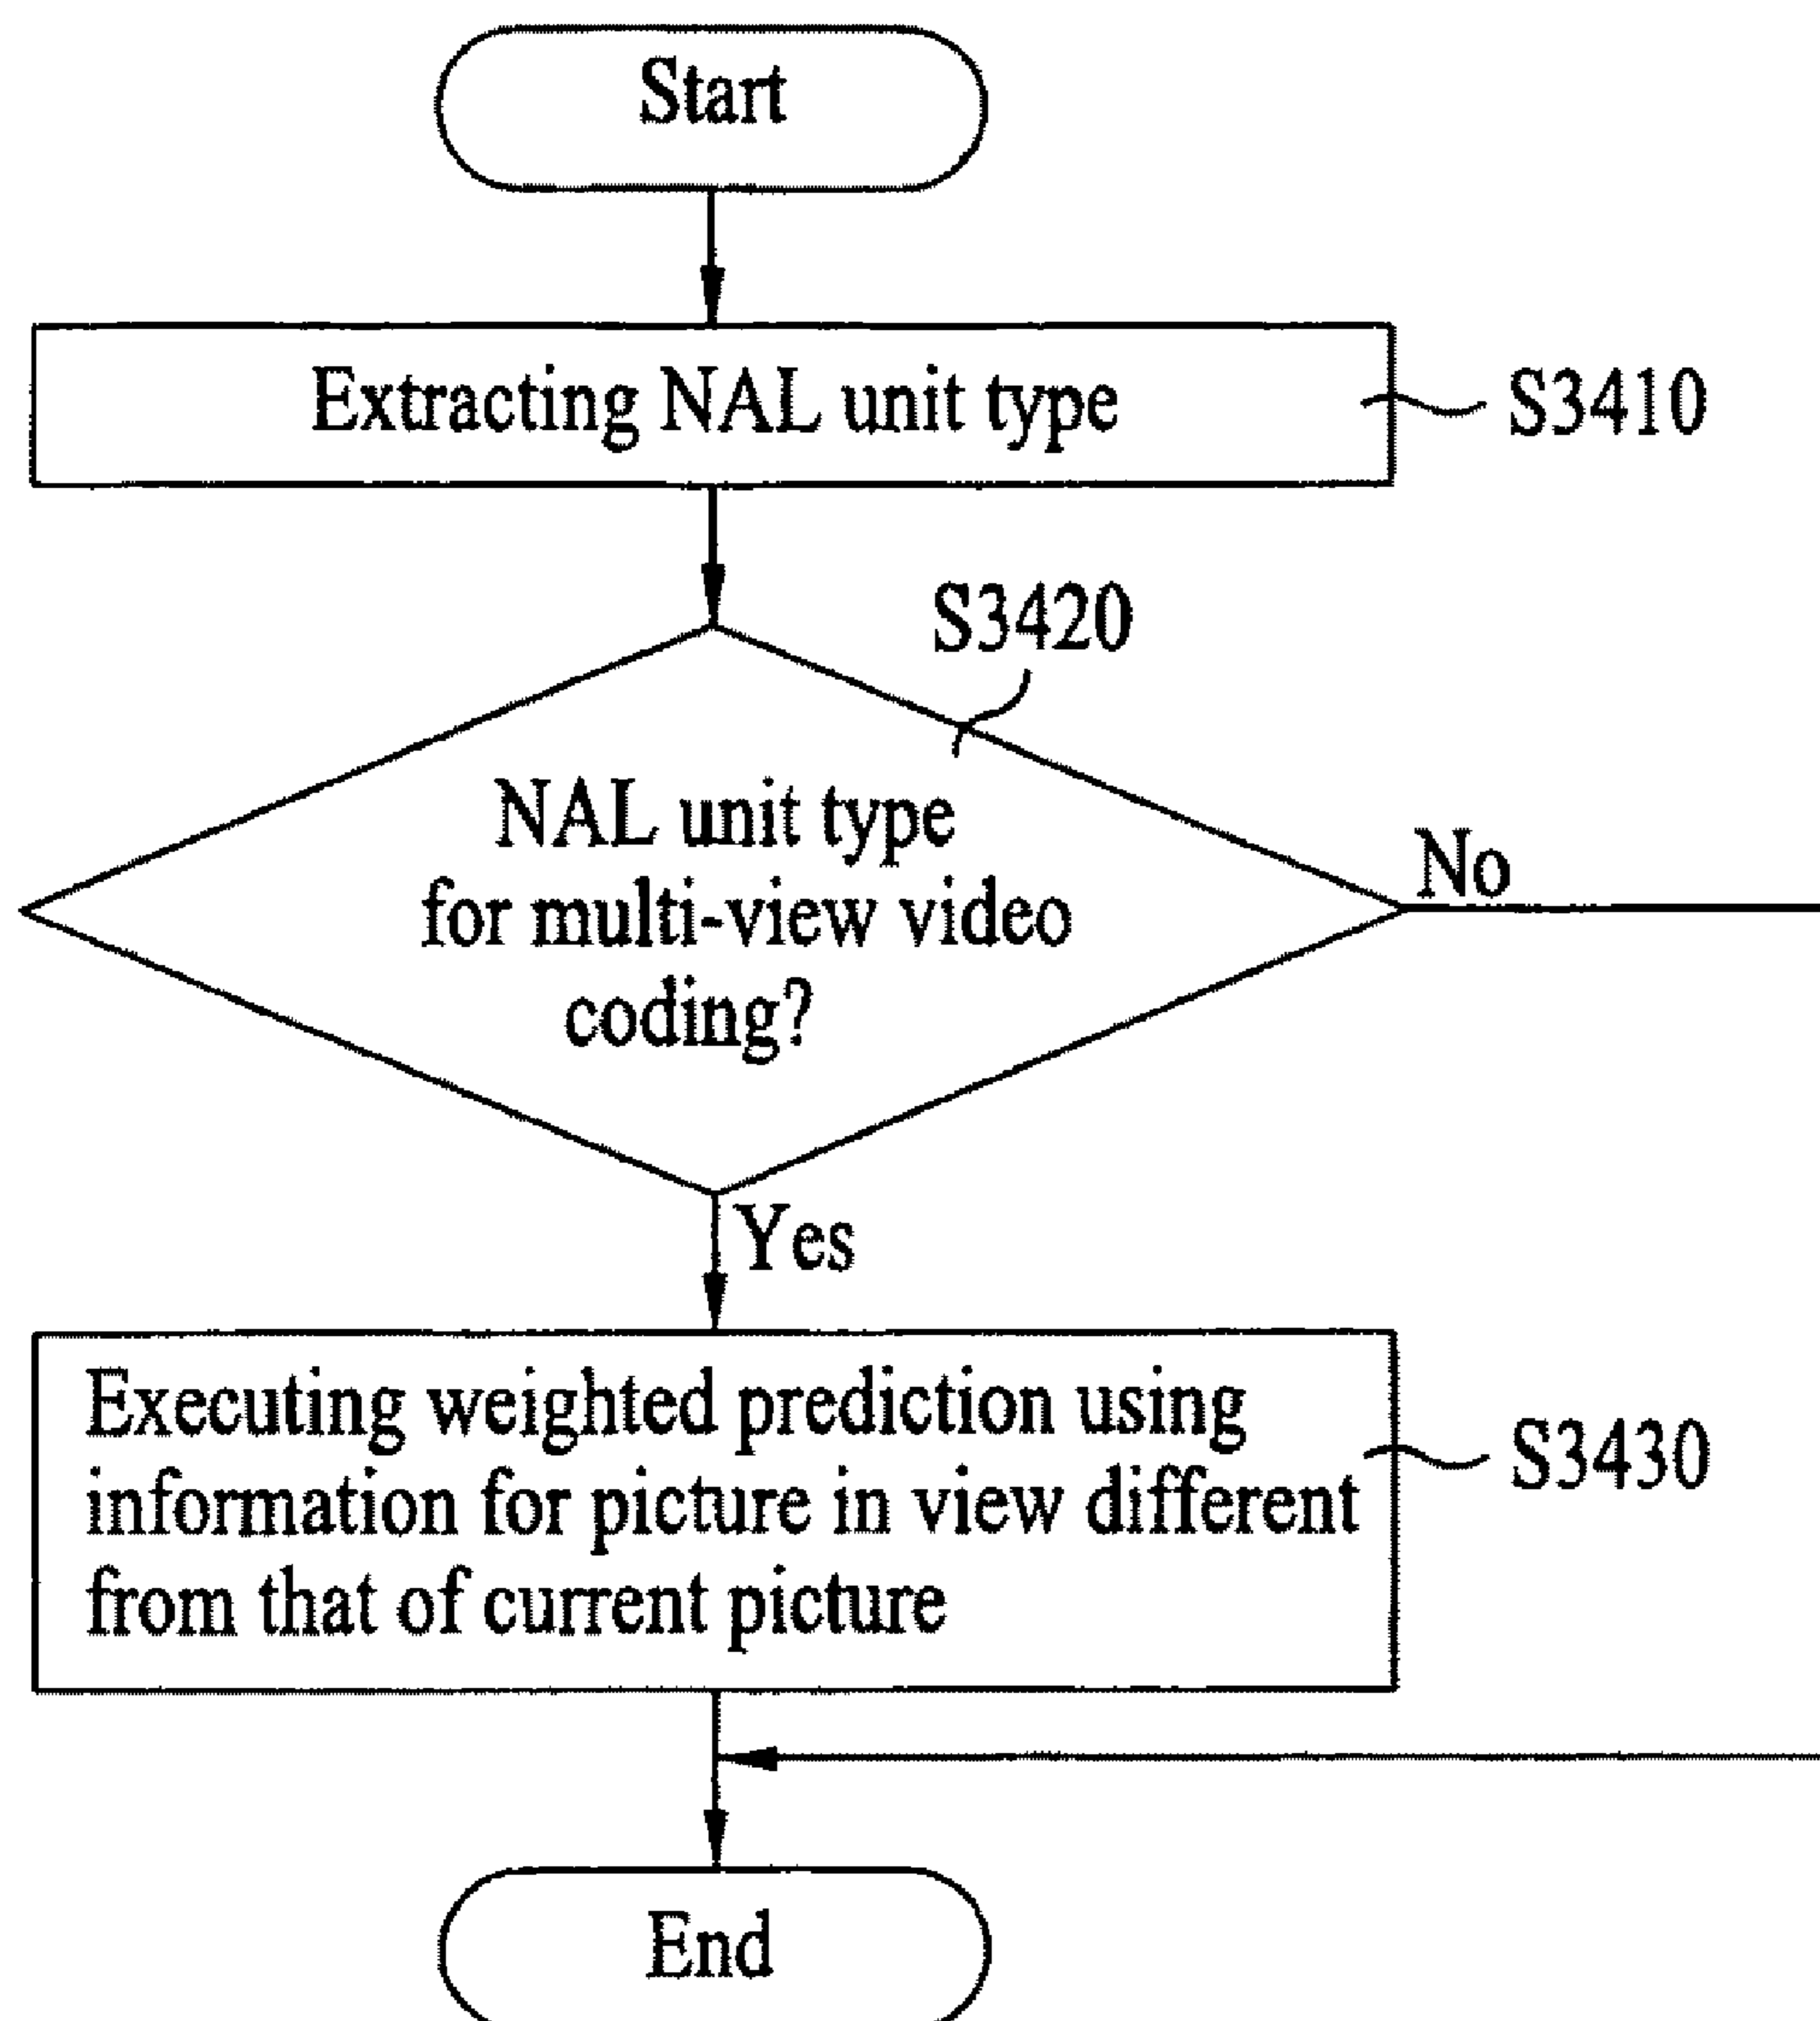 Start
Extracting NAL unit type
S3410
S3420
NAL unit type
for multi-view video
coding?
No
Yes
Executing weighted prediction using
information for picture in view different
from that of current picture
S3430
End